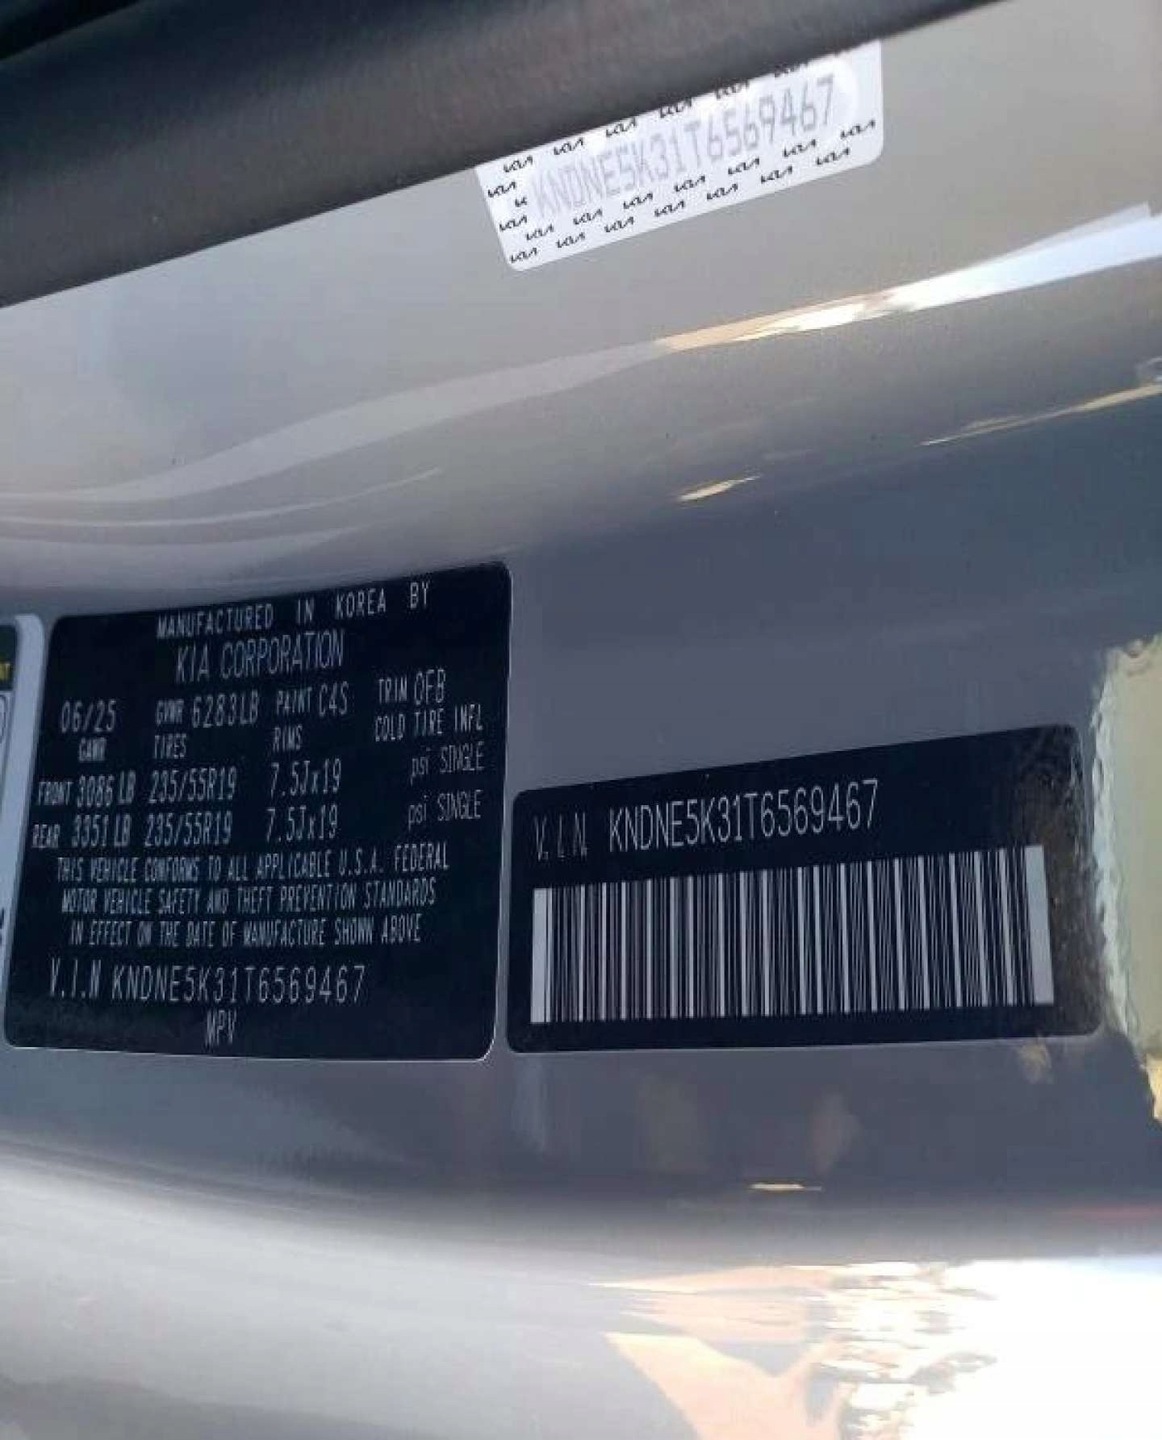 KNDNE5K31T6569467
MANUFACTURED IN KOREA BY
KIA CORPORATION
06/25 GVWR 6283LB PAINT C4S TRIM OFB
GAWR TIRES RIMS COLD TIRE INFL
FRONT 3086 LB 235/55R19 7.5Jx19 psi SINGLE
REAR 3351 LB 235/55R19 7.5Jx19 psi SINGLE
THIS VEHICLE CONFORMS TO ALL APPLICABLE U.S.A. FEDERAL
MOTOR VEHICLE SAFETY AND THEFT PREVENTION STANDARDS
IN EFFECT ON THE DATE OF MANUFACTURE SHOWN ABOVE
V.I.N KNDNE5K31T6569467
MPV
V.I.N. KNDNE5K31T6569467